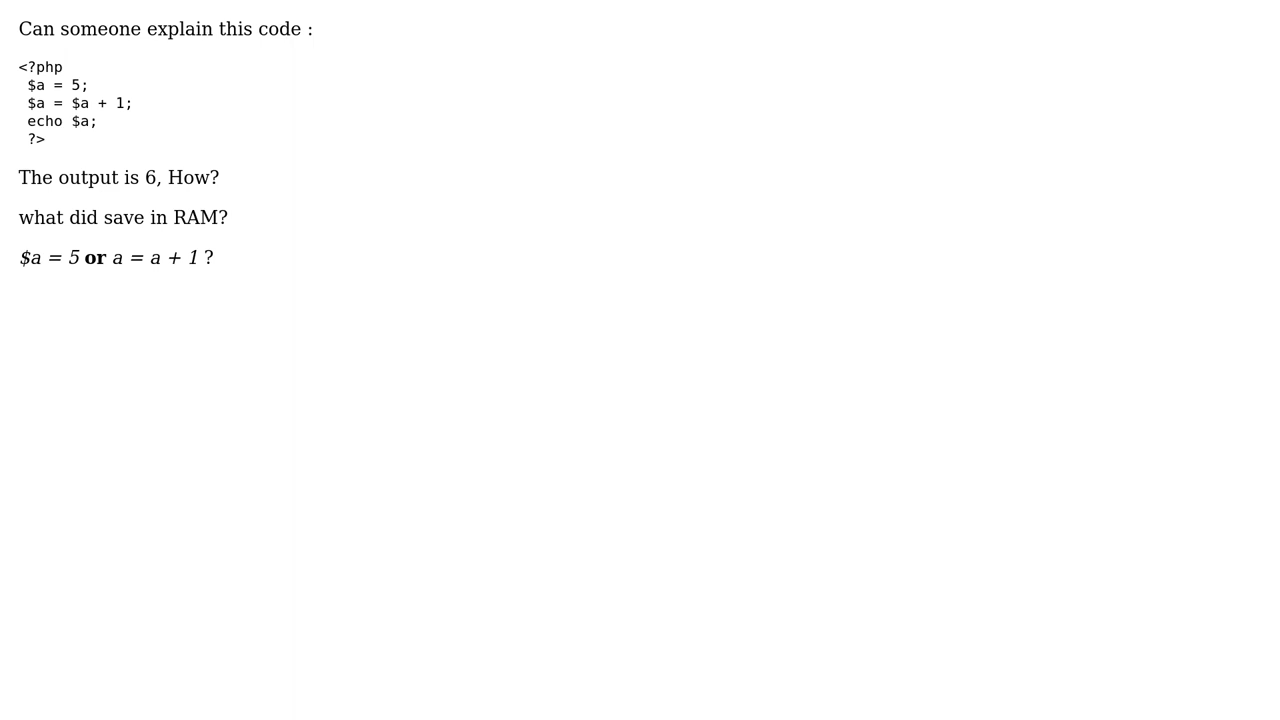 Can someone explain this code :
<?php
 $a = 5;
 $a = $a + 1;
 echo $a;
 ?>
The output is 6, How?
what did save in RAM?
$a = 5 or a = a + 1 ?